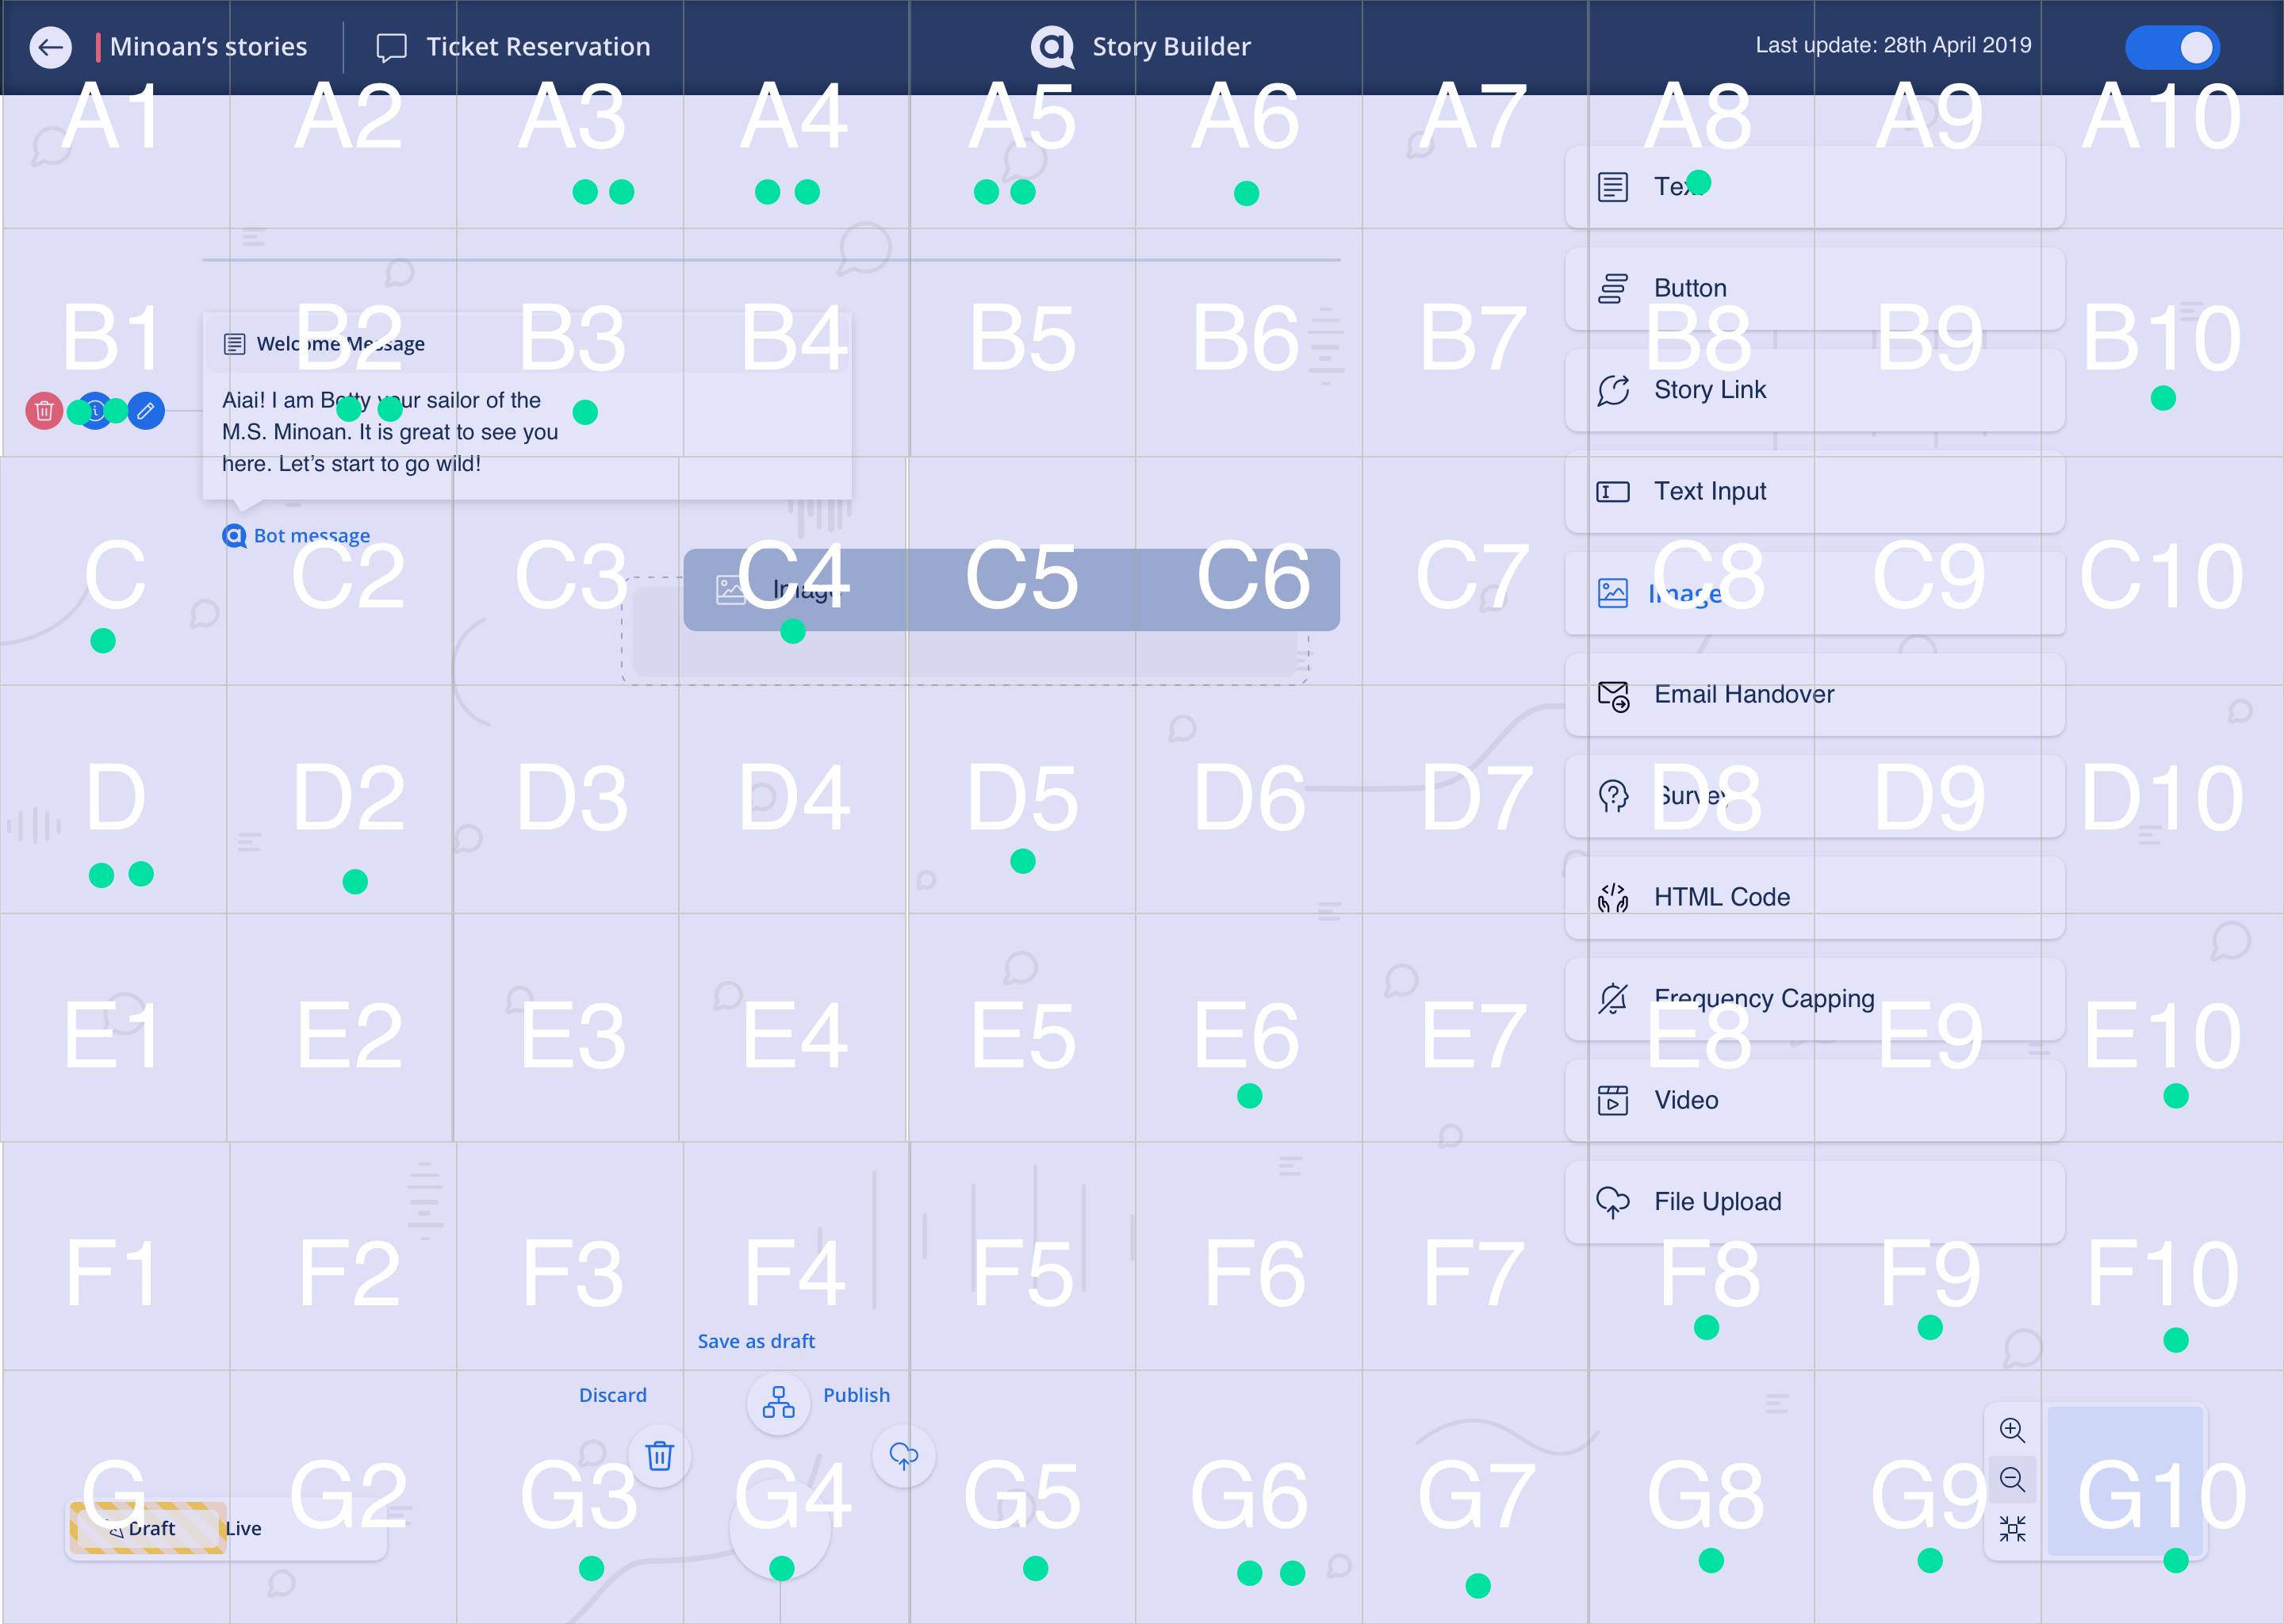 Minoan’s stories
Ticket Reservation
Story Builder
Last update: 28th April 2019
A1 A2 A3 A4 A5 A6 A7 A8 A9 A10
Text
Button
B1 B2 B3 B4 B5 B6 B7 B8 B9 B10
Welcome Message
Aiai! I am Botty your sailor of the
M.S. Minoan. It is great to see you
here. Let’s start to go wild!
Story Link
Text Input
Bot message
C C2 C3 C4 C5 C6 C7 C8 C9 C10
Image
Image
Email Handover
D D2 D3 D4 D5 D6 D7 D8 D9 D10
Survey
HTML Code
Frequency Capping
E1 E2 E3 E4 E5 E6 E7 E8 E9 E10
Video
File Upload
F1 F2 F3 F4 F5 F6 F7 F8 F9 F10
Save as draft
Discard
Publish
G G2 G3 G4 G5 G6 G7 G8 G9 G10
Draft
Live